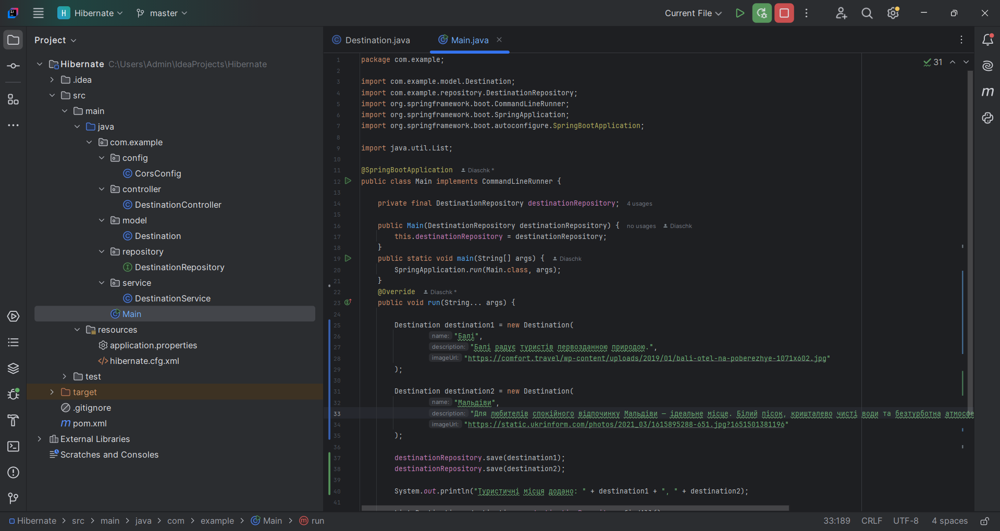 H Hibernate master Current File
Project
Hibernate C:\Users\Admin\IdeaProjects\Hibernate
.idea
src
main
java
com.example
config
CorsConfig
controller
DestinationController
model
Destination
repository
DestinationRepository
service
DestinationService
Main
resources
application.properties
hibernate.cfg.xml
test
target
.gitignore
pom.xml
External Libraries
Scratches and Consoles
Destination.java Main.java
31
1 package com.example;
2
3 import com.example.model.Destination;
4 import com.example.repository.DestinationRepository;
5 import org.springframework.boot.CommandLineRunner;
6 import org.springframework.boot.SpringApplication;
7 import org.springframework.boot.autoconfigure.SpringBootApplication;
8
9 import java.util.List;
10
11 @SpringBootApplication Diaschk *
12 public class Main implements CommandLineRunner {
13
14 private final DestinationRepository destinationRepository; 4 usages
15
16 public Main(DestinationRepository destinationRepository) { no usages Diaschk
17 this.destinationRepository = destinationRepository;
18 }
19 public static void main(String[] args) { Diaschk
20 SpringApplication.run(Main.class, args);
21 }
22 @Override Diaschk *
23 public void run(String... args) {
24
25 Destination destination1 = new Destination(
26 name: "Балі",
27 description: "Балі радує туристів первозданною природою.",
28 imageUrl: "https://comfort.travel/wp-content/uploads/2019/01/bali-otel-na-poberezhye-1071x602.jpg"
29 );
30
31 Destination destination2 = new Destination(
32 name: "Мальдіви",
33 description: "Для любителів спокійного відпочинку Мальдіви – ідеальне місце. Білий пісок, кришталево чисті води та безтурботна атмосфе
34 imageUrl: "https://static.ukrinform.com/photos/2021_03/1615895288-651.jpg?1651501381196"
35 );
36
37 destinationRepository.save(destination1);
38 destinationRepository.save(destination2);
39
40 System.out.println("Туристичні місця додано: " + destination1 + ", " + destination2);
41
Hibernate > src > main > java > com > example > Main > run 33:189 CRLF UTF-8 4 spaces